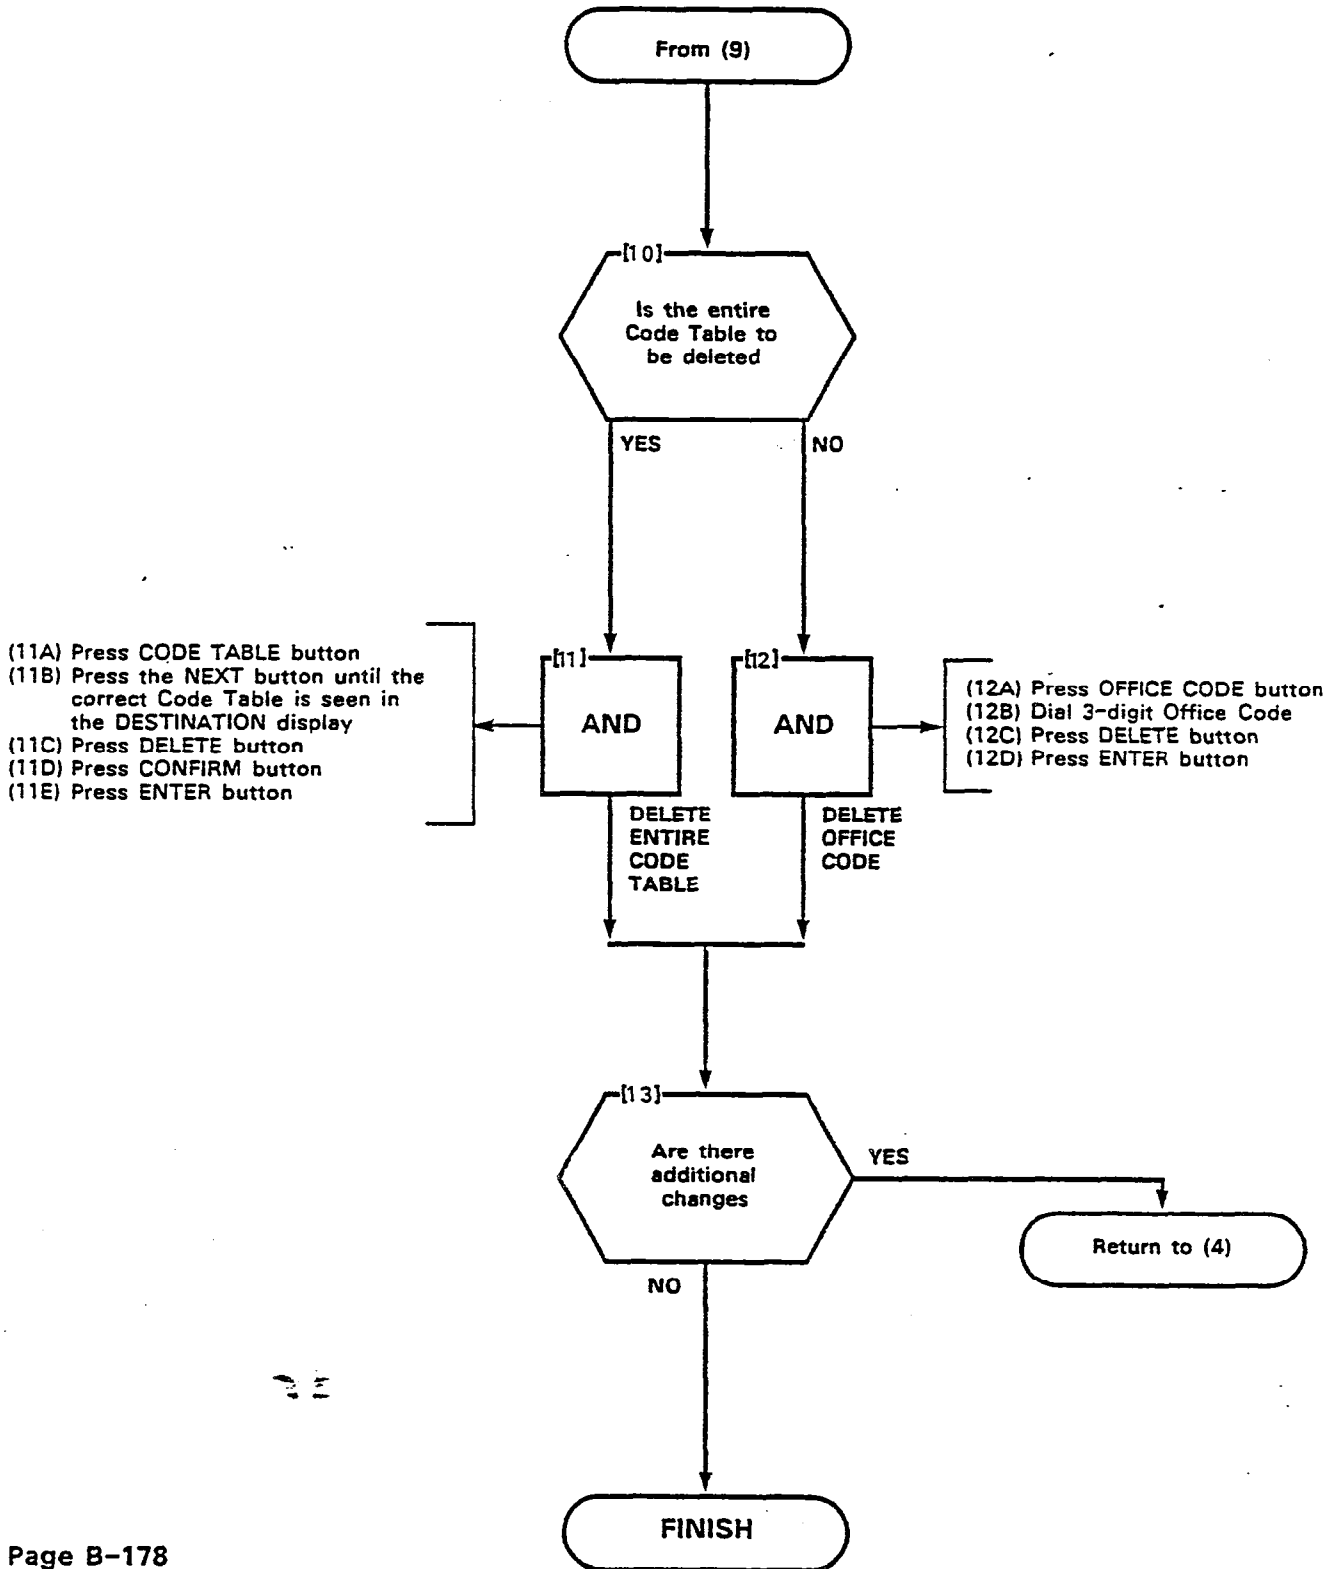 From (9)
[10]
Is the entire
Code Table to
be deleted
YES
NO
(11A) Press CODE TABLE button
(11B) Press the NEXT button until the
correct Code Table is seen in
the DESTINATION display
(11C) Press DELETE button
(11D) Press CONFIRM button
(11E) Press ENTER button
[11]
AND
[12]
AND
(12A) Press OFFICE CODE button
(12B) Dial 3-digit Office Code
(12C) Press DELETE button
(12D) Press ENTER button
DELETE
ENTIRE
CODE
TABLE
DELETE
OFFICE
CODE
[13]
Are there
additional
changes
YES
Return to (4)
NO
FINISH
Page B-178